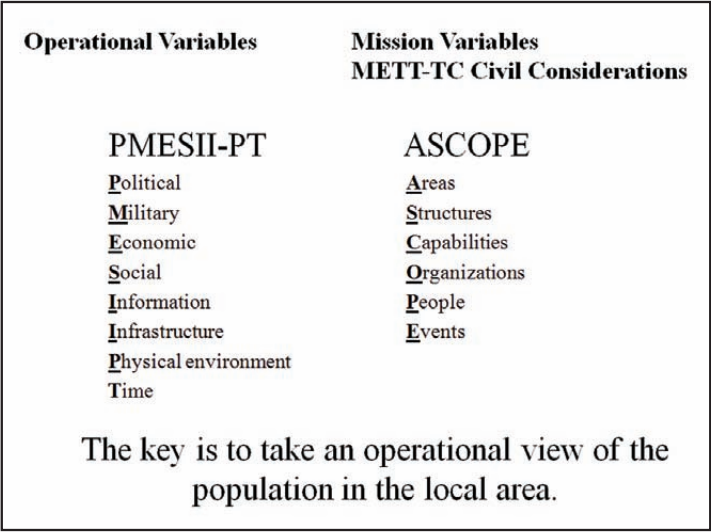 Operational Variables
Mission Variables
METT-TC Civil Considerations
PMESII-PT
Political
Military
Economic
Social
Information
Infrastructure
Physical environment
Time
ASCOPE
Areas
Structures
Capabilities
Organizations
People
Events
The key is to take an operational view of the
population in the local area.